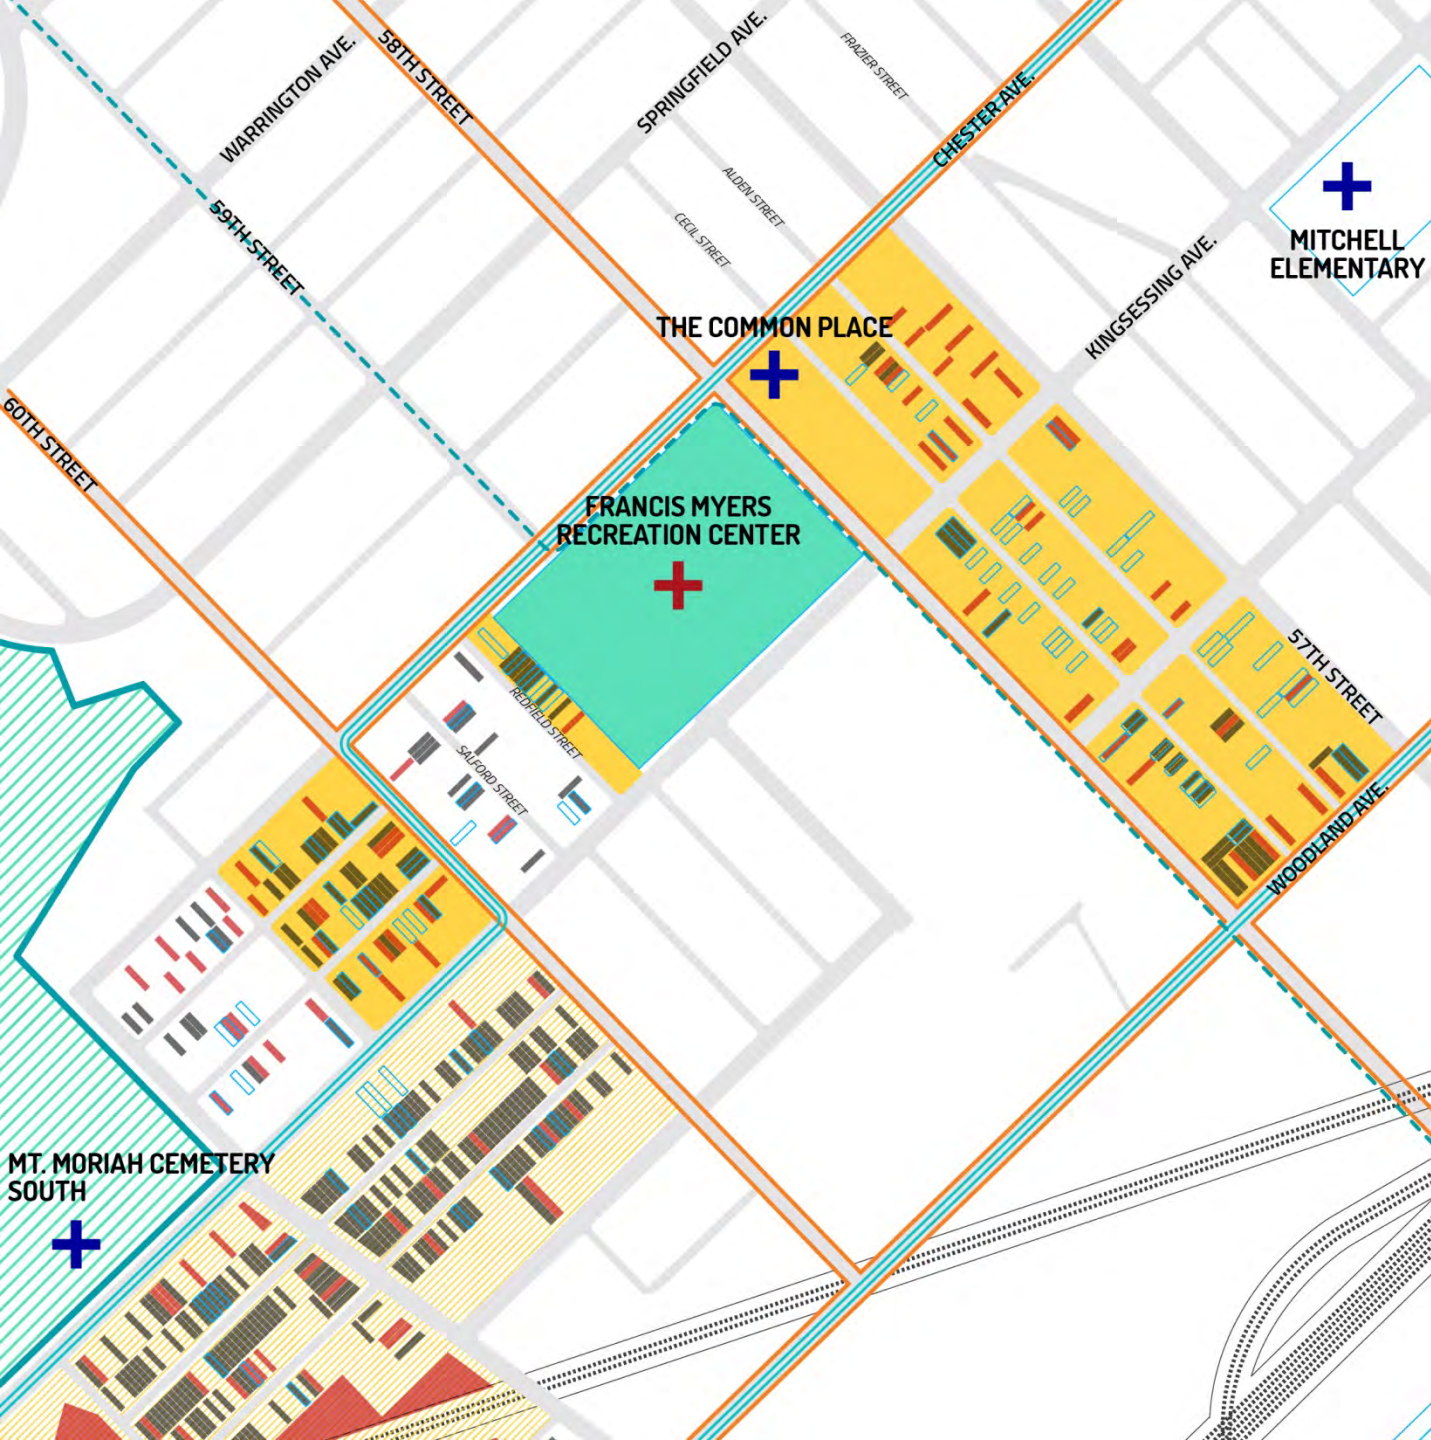 WARRINGTON AVE.
58TH STREET
SPRINGFIELD AVE.
FRAZIER STREET
CHESTER AVE.
ALDEN STREET
CECIL STREET
59TH STREET
MITCHELL
ELEMENTARY
KINGSESSING AVE.
THE COMMON PLACE
60TH STREET
FRANCIS MYERS
RECREATION CENTER
57TH STREET
REDFIELD STREET
SALFORD STREET
WOODLAND AVE.
MT. MORIAH CEMETERY
SOUTH